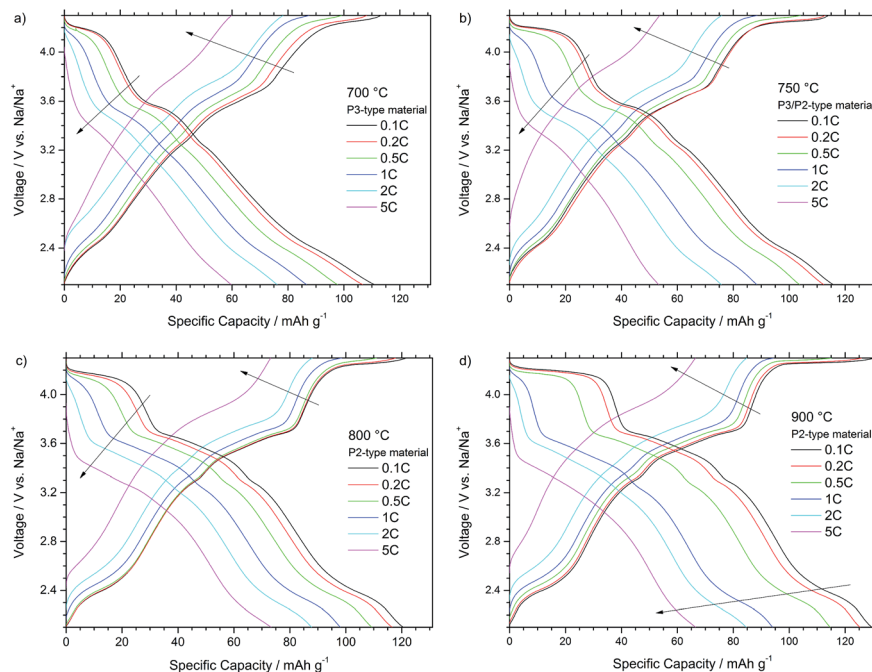 a)
4.0
3.6
3.2
2.8
2.4
Voltage / V vs. Na/Na⁺
0 20 40 60 80 100 120
Specific Capacity / mAh g⁻¹
700 °C
P3-type material
0.1C
0.2C
0.5C
1C
2C
5C
b)
4.0
3.6
3.2
2.8
2.4
Voltage / V vs. Na/Na⁺
0 20 40 60 80 100 120
Specific Capacity / mAh g⁻¹
750 °C
P3/P2-type material
0.1C
0.2C
0.5C
1C
2C
5C
c)
4.0
3.6
3.2
2.8
2.4
Voltage / V vs. Na/Na⁺
0 20 40 60 80 100 120
Specific Capacity / mAh g⁻¹
800 °C
P2-type material
0.1C
0.2C
0.5C
1C
2C
5C
d)
4.0
3.6
3.2
2.8
2.4
Voltage / V vs. Na/Na⁺
0 20 40 60 80 100 120
Specific Capacity / mAh g⁻¹
900 °C
P2-type material
0.1C
0.2C
0.5C
1C
2C
5C